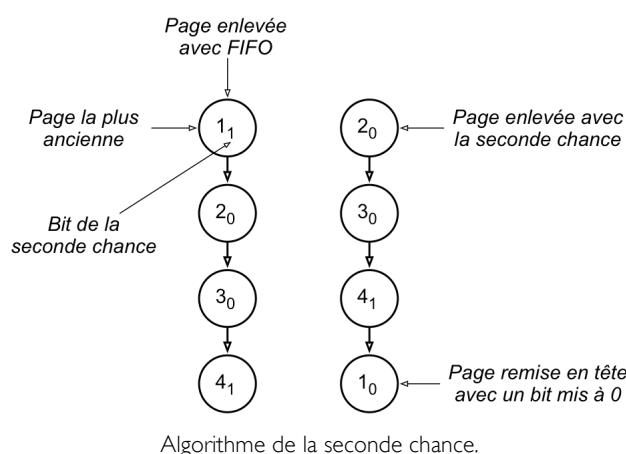 Page enlevée
avec FIFO
Page la plus
ancienne
1₁
2₀
Page enlevée avec
la seconde chance
Bit de la
seconde chance
2₀
3₀
3₀
4₁
4₁
1₀
Page remise en tête
avec un bit mis à 0
Algorithme de la seconde chance.